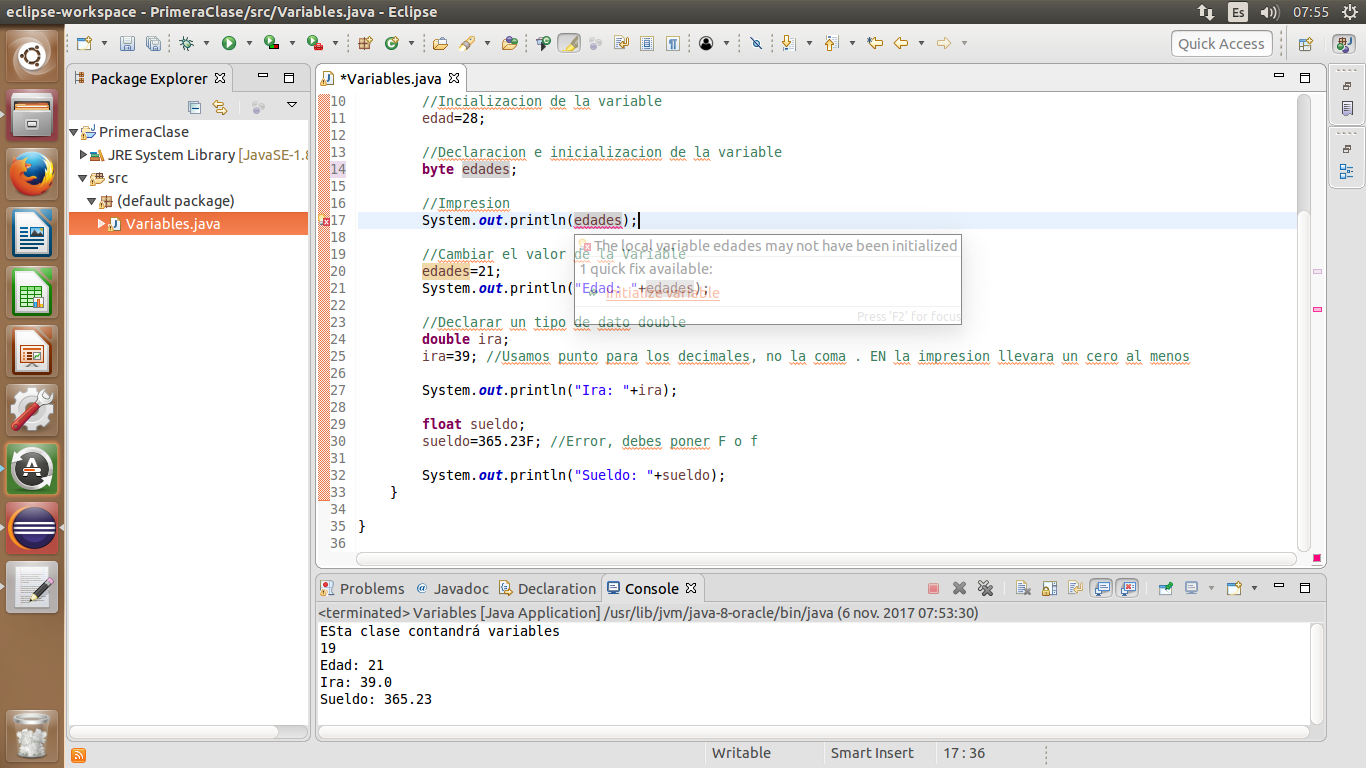 eclipse-workspace - PrimeraClase/src/Variables.java - Eclipse
Es
07:55
Quick Access
Package Explorer
*Variables.java
PrimeraClase
JRE System Library [JavaSE-1.8
src
(default package)
Variables.java
10 //Incializacion de la variable
11 edad=28;
12
13 //Declaracion e inicializacion de la variable
14 byte edades;
15
16 //Impresion
17 System.out.println(edades);
18
The local variable edades may not have been initialized
19 //Cambiar el valor de la Variable
1 quick fix available:
20 edades=21;
21 System.out.println("Edad: "+edades);
Initialize variable
22
Press 'F2' for focus
23 //Declarar un tipo de dato double
24 double ira;
25 ira=39; //Usamos punto para los decimales, no la coma . EN la impresion llevara un cero al menos
26
27 System.out.println("Ira: "+ira);
28
29 float sueldo;
30 sueldo=365.23F; //Error, debes poner F o f
31
32 System.out.println("Sueldo: "+sueldo);
33 }
34
35 }
36
Problems
Javadoc
Declaration
Console
<terminated> Variables [Java Application] /usr/lib/jvm/java-8-oracle/bin/java (6 nov. 2017 07:53:30)
ESta clase contandrá variables
19
Edad: 21
Ira: 39.0
Sueldo: 365.23
Writable
Smart Insert
17 : 36